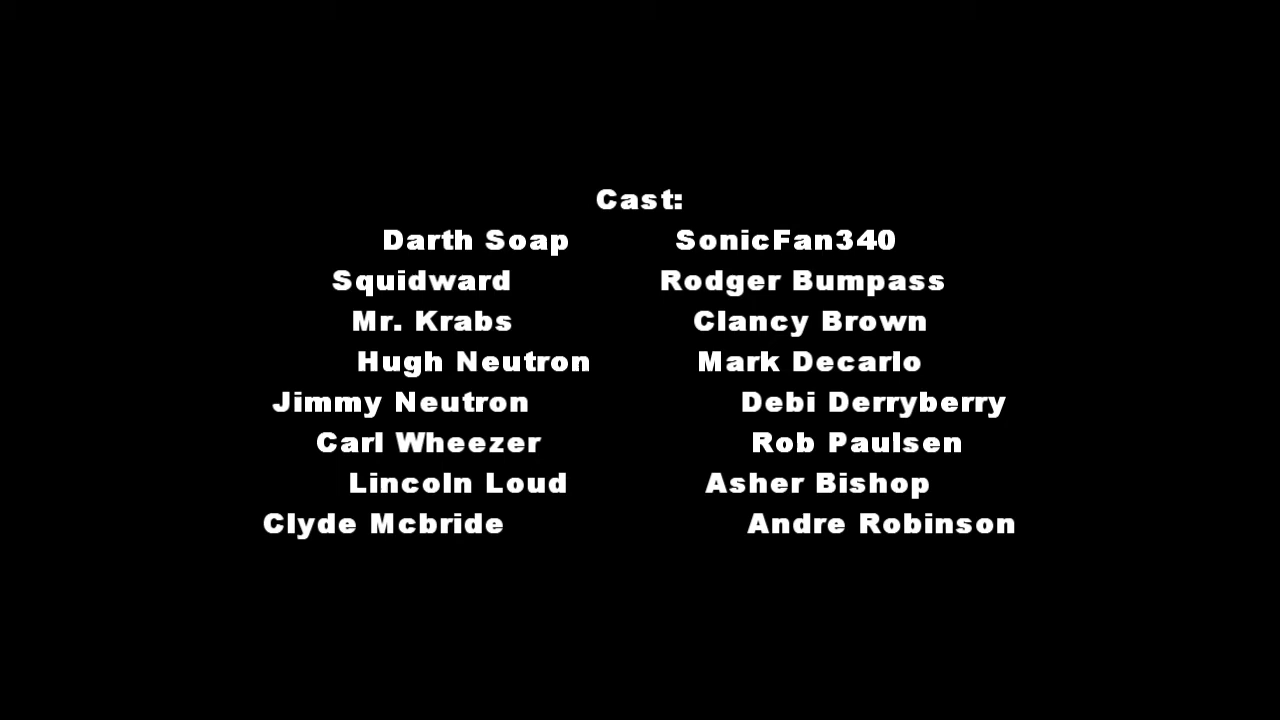 Cast:
Darth Soap SonicFan340
Squidward Rodger Bumpass
Mr. Krabs Clancy Brown
Hugh Neutron Mark Decarlo
Jimmy Neutron Debi Derryberry
Carl Wheezer Rob Paulsen
Lincoln Loud Asher Bishop
Clyde Mcbride Andre Robinson